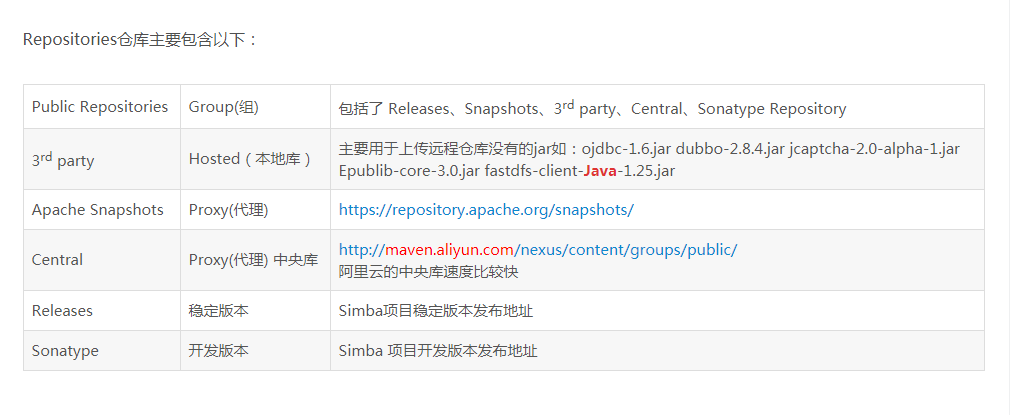 Repositories仓库主要包含以下：
Public Repositories Group(组) 包括了 Releases、Snapshots、3rd party、Central、Sonatype Repository
3rd party Hosted（本地库） 主要用于上传远程仓库没有的jar如：ojdbc-1.6.jar dubbo-2.8.4.jar jcaptcha-2.0-alpha-1.jar
Epublib-core-3.0.jar fastdfs-client-Java-1.25.jar
Apache Snapshots Proxy(代理) https://repository.apache.org/snapshots/
Central Proxy(代理) 中央库 http://maven.aliyun.com/nexus/content/groups/public/
阿里云的中央库速度比较快
Releases 稳定版本 Simba项目稳定版本发布地址
Sonatype 开发版本 Simba 项目开发版本发布地址